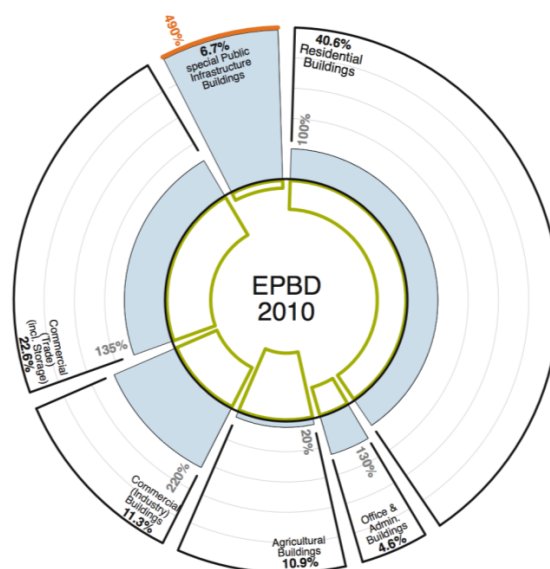 490%
6.7%
special Public
Infrastructure
Buildings
40.6%
Residential
Buildings
100%
EPBD
2010
135%
Commercial
(Trade)
(incl. Storage)
22.6%
220%
Commercial
(Industry)
Buildings
11.3%
20%
Agricultural
Buildings
10.9%
130%
Office &
Admin.
Buildings
4.6%